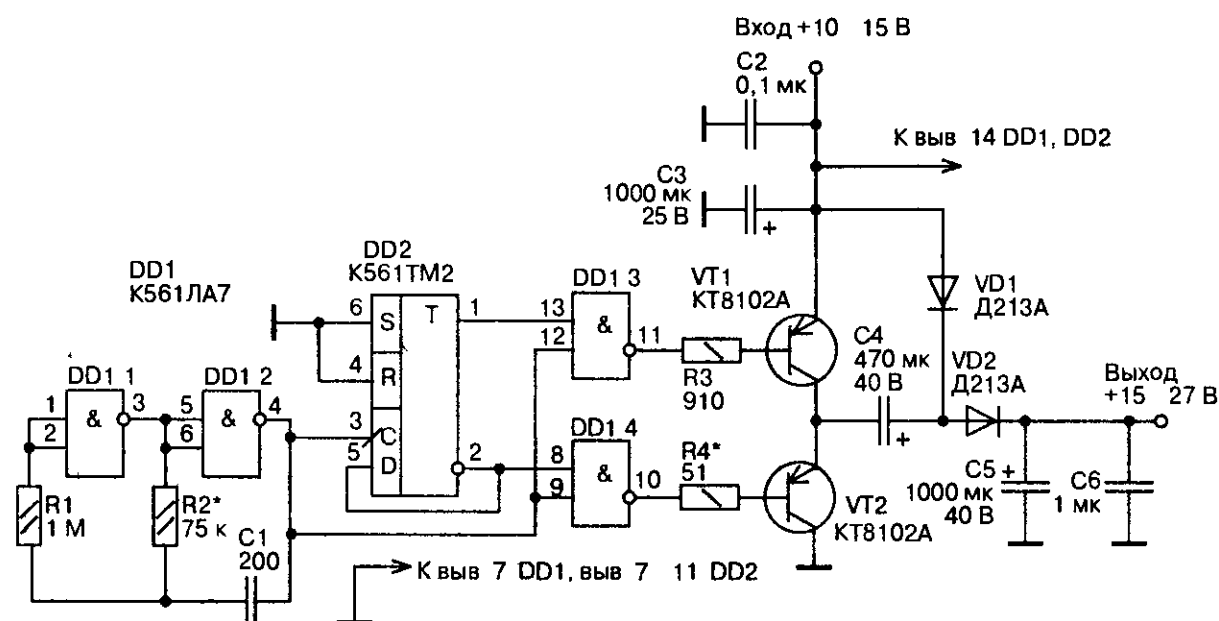 Вход +10 15 В
C2
0,1 мк
К выв 14 DD1, DD2
C3
1000 мк
25 В
+
DD1
К561ЛА7
DD2
К561ТМ2
6
S
T
1
4
R
3
C
5
D
2
DD1 1
1
2
&
3
DD1 2
5
6
&
4
R1
1 М
R2*
75 к
C1
200
DD1 3
13
12
&
11
R3
910
VT1
КТ8102А
DD1 4
8
9
&
10
R4*
51
VT2
КТ8102А
C4
470 мк
40 В
+
VD1
Д213А
VD2
Д213А
Выход
+15 27 В
C5
+
1000 мк
40 В
C6
1 мк
К выв 7 DD1, выв 7 11 DD2